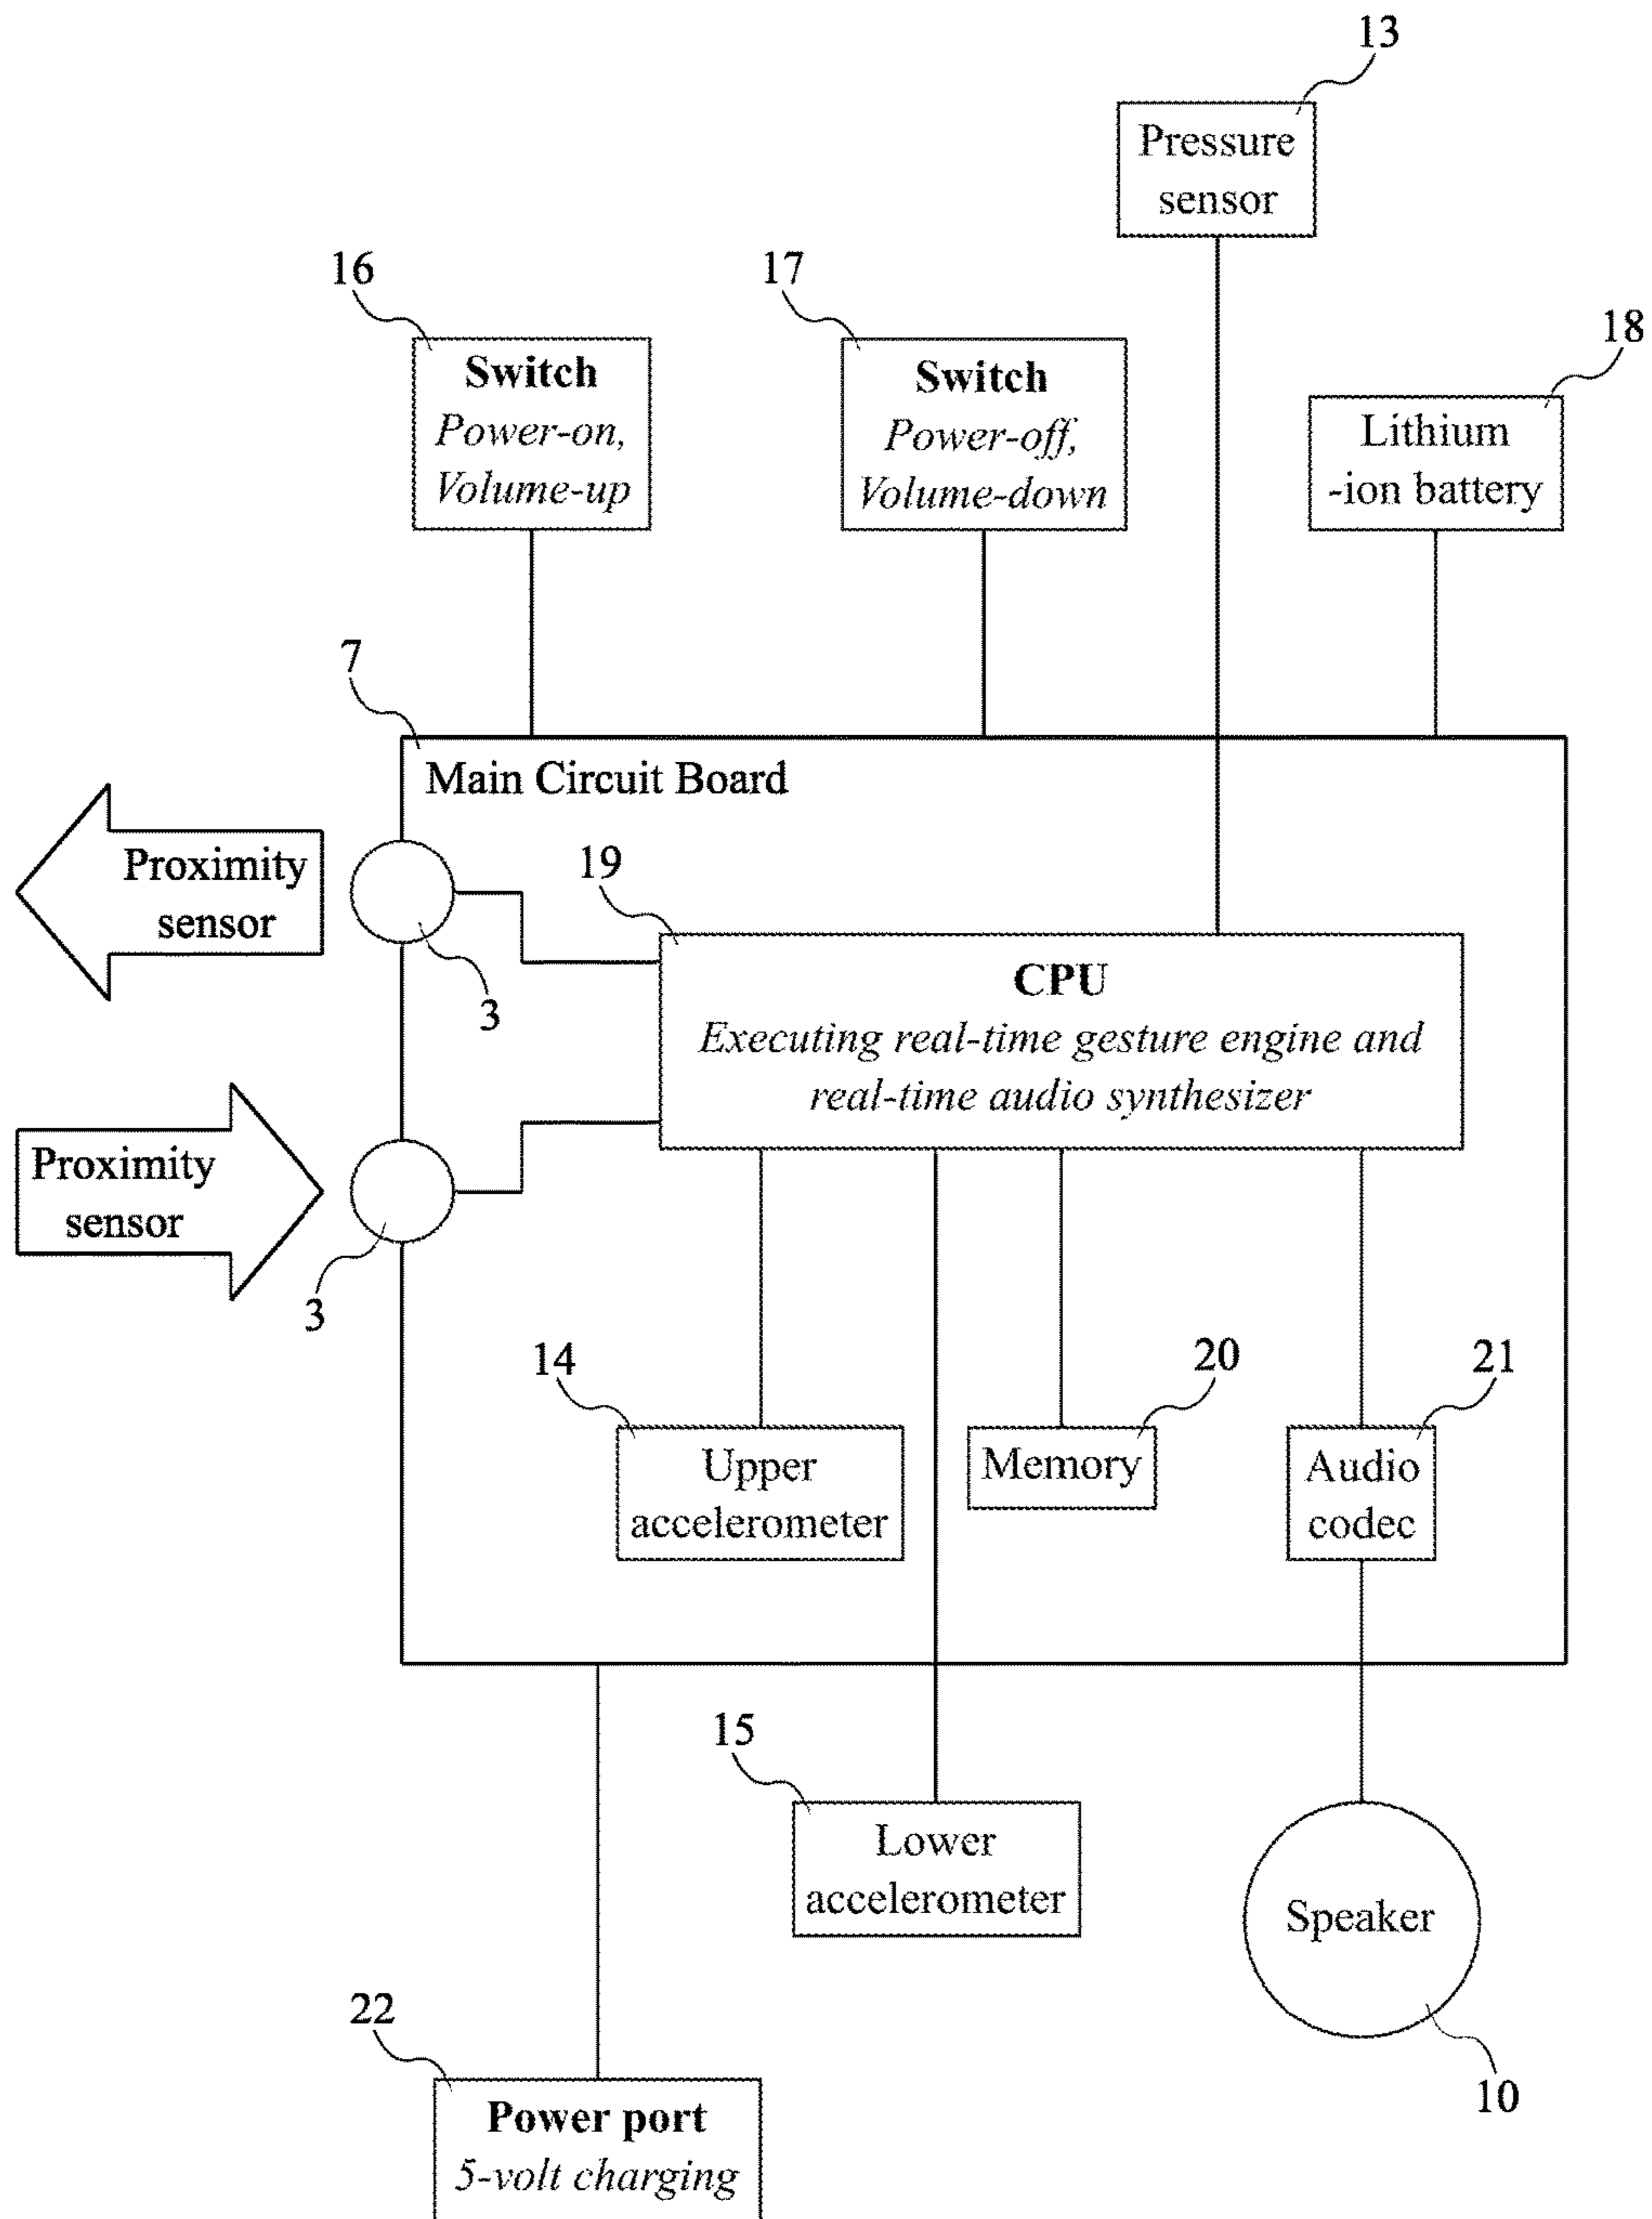 13
Pressure
sensor
16
17
18
Switch
Power-on,
Volume-up
Switch
Power-off,
Volume-down
Lithium
-ion battery
7
Main Circuit Board
Proximity
sensor
3
19
CPU
Executing real-time gesture engine and
real-time audio synthesizer
Proximity
sensor
3
14
20
21
Upper
accelerometer
Memory
Audio
codec
15
Lower
accelerometer
Speaker
10
22
Power port
5-volt charging